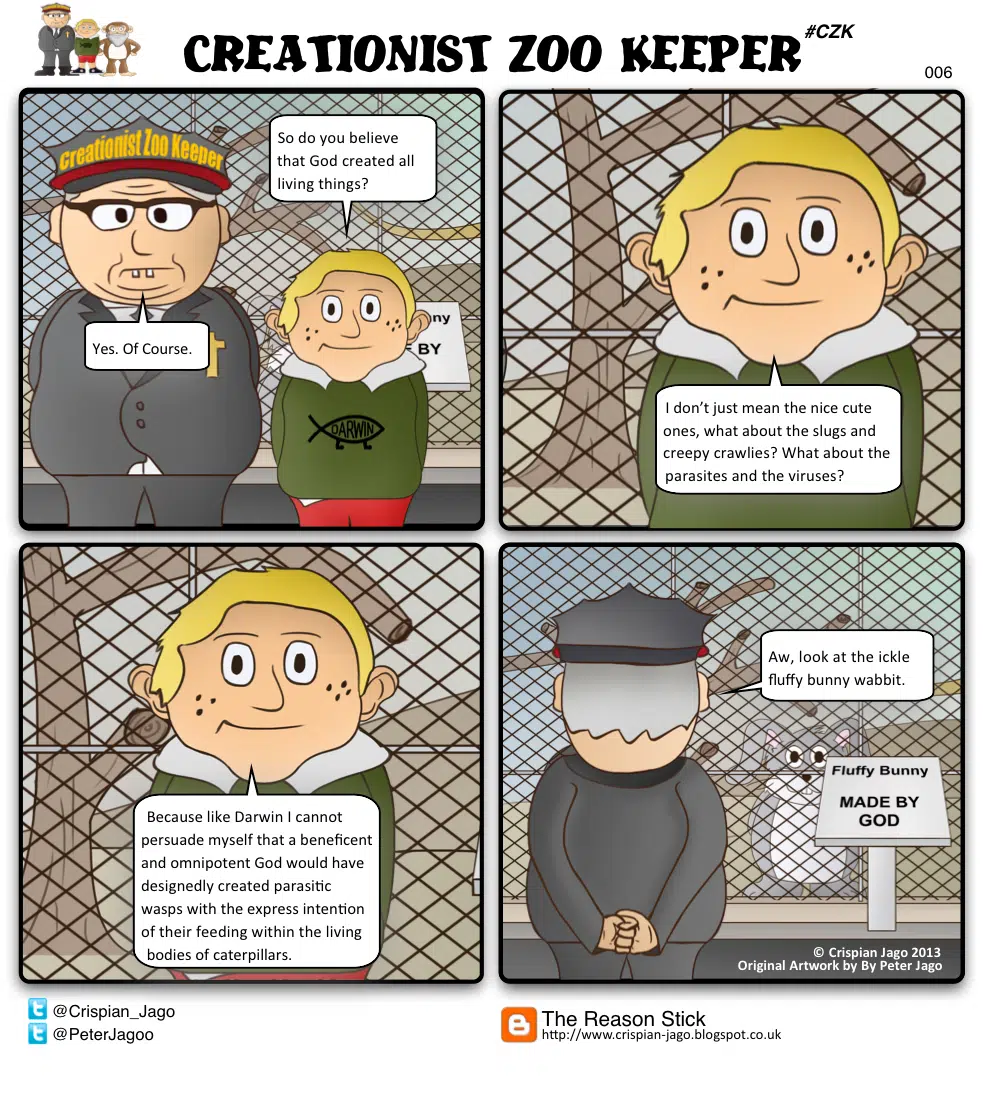 CREATIONIST ZOO KEEPER
#CZK
006
Creationist Zoo Keeper
So do you believe
that God created all
living things?
Yes. Of Course.
DARWIN
ny
BY
I don't just mean the nice cute
ones, what about the slugs and
creepy crawlies? What about the
parasites and the viruses?
Because like Darwin I cannot
persuade myself that a beneficent
and omnipotent God would have
designedly created parasitic
wasps with the express intention
of their feeding within the living
bodies of caterpillars.
Aw, look at the ickle
fluffy bunny wabbit.
Fluffy Bunny
MADE BY
GOD
© Crispian Jago 2013
Original Artwork by By Peter Jago
@Crispian_Jago
@PeterJagoo
The Reason Stick
http://www.crispian-jago.blogspot.co.uk